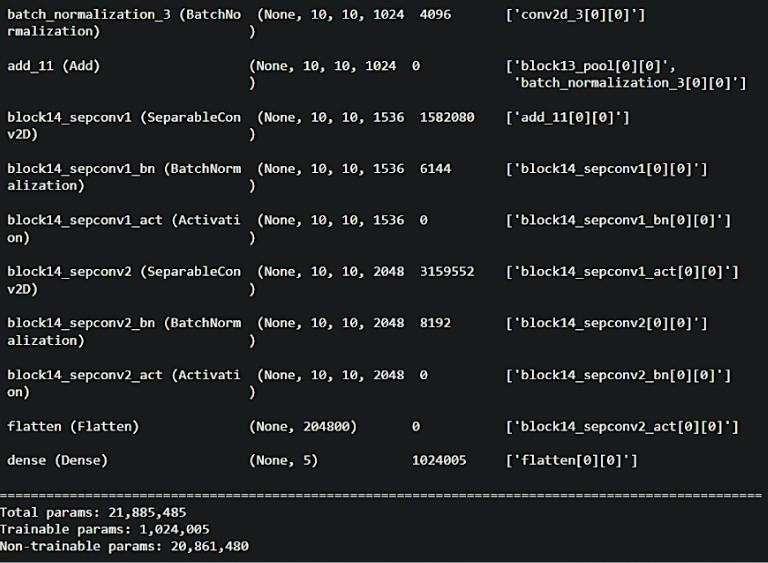 batch_normalization_3 (BatchNo (None, 10, 10, 1024 4096 ['conv2d_3[0][0]']
rmalization) )
add_11 (Add) (None, 10, 10, 1024 0 ['block13_pool[0][0]',
) 'batch_normalization_3[0][0]']
block14_sepconv1 (SeparableCon (None, 10, 10, 1536 1582080 ['add_11[0][0]']
v2D) )
block14_sepconv1_bn (BatchNorm (None, 10, 10, 1536 6144 ['block14_sepconv1[0][0]']
alization) )
block14_sepconv1_act (Activati (None, 10, 10, 1536 0 ['block14_sepconv1_bn[0][0]']
on) )
block14_sepconv2 (SeparableCon (None, 10, 10, 2048 3159552 ['block14_sepconv1_act[0][0]']
v2D) )
block14_sepconv2_bn (BatchNorm (None, 10, 10, 2048 8192 ['block14_sepconv2[0][0]']
alization) )
block14_sepconv2_act (Activati (None, 10, 10, 2048 0 ['block14_sepconv2_bn[0][0]']
on) )
flatten (Flatten) (None, 204800) 0 ['block14_sepconv2_act[0][0]']
dense (Dense) (None, 5) 1024005 ['flatten[0][0]']
==================================================================================================
Total params: 21,885,485
Trainable params: 1,024,005
Non-trainable params: 20,861,480